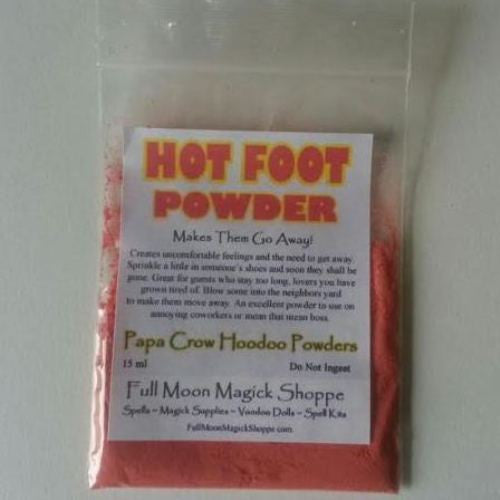 HOT FOOT
POWDER
Makes Them Go Away!
Creates uncomfortable feelings and the need to get away.
Sprinkle a little in someone's shoes and soon they shall be
gone. Great for guests who stay too long, lovers you have
grown tired of. Blow some into the neighbors yard
to make them move away. An excellent powder to use on
annoying coworkers or mean that mean boss.
Papa Crow Hoodoo Powders
15 ml Do Not Ingest
Full Moon Magick Shoppe
Spells ~ Magick Supplies ~ Voodoo Dolls ~ Spell Kits
FullMoonMagickShoppe.com